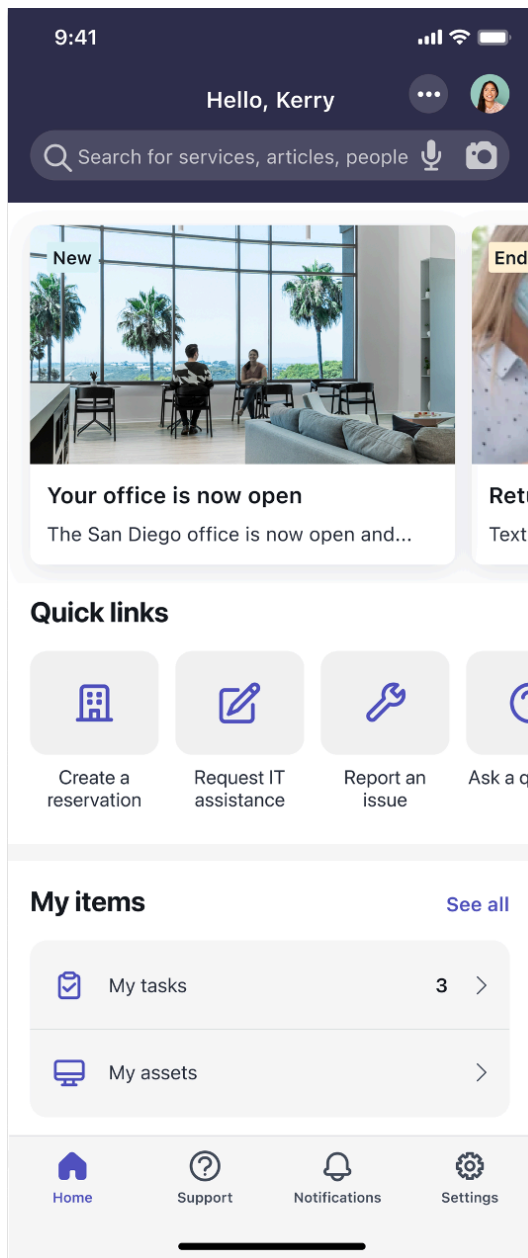 9:41
Hello, Kerry
Search for services, articles, people
New
End
Your office is now open
The San Diego office is now open and...
Text
Quick links
Create a
reservation
Request IT
assistance
Report an
issue
Ask a
My items
See all
My tasks
3
My assets
Home
Support
Notifications
Settings